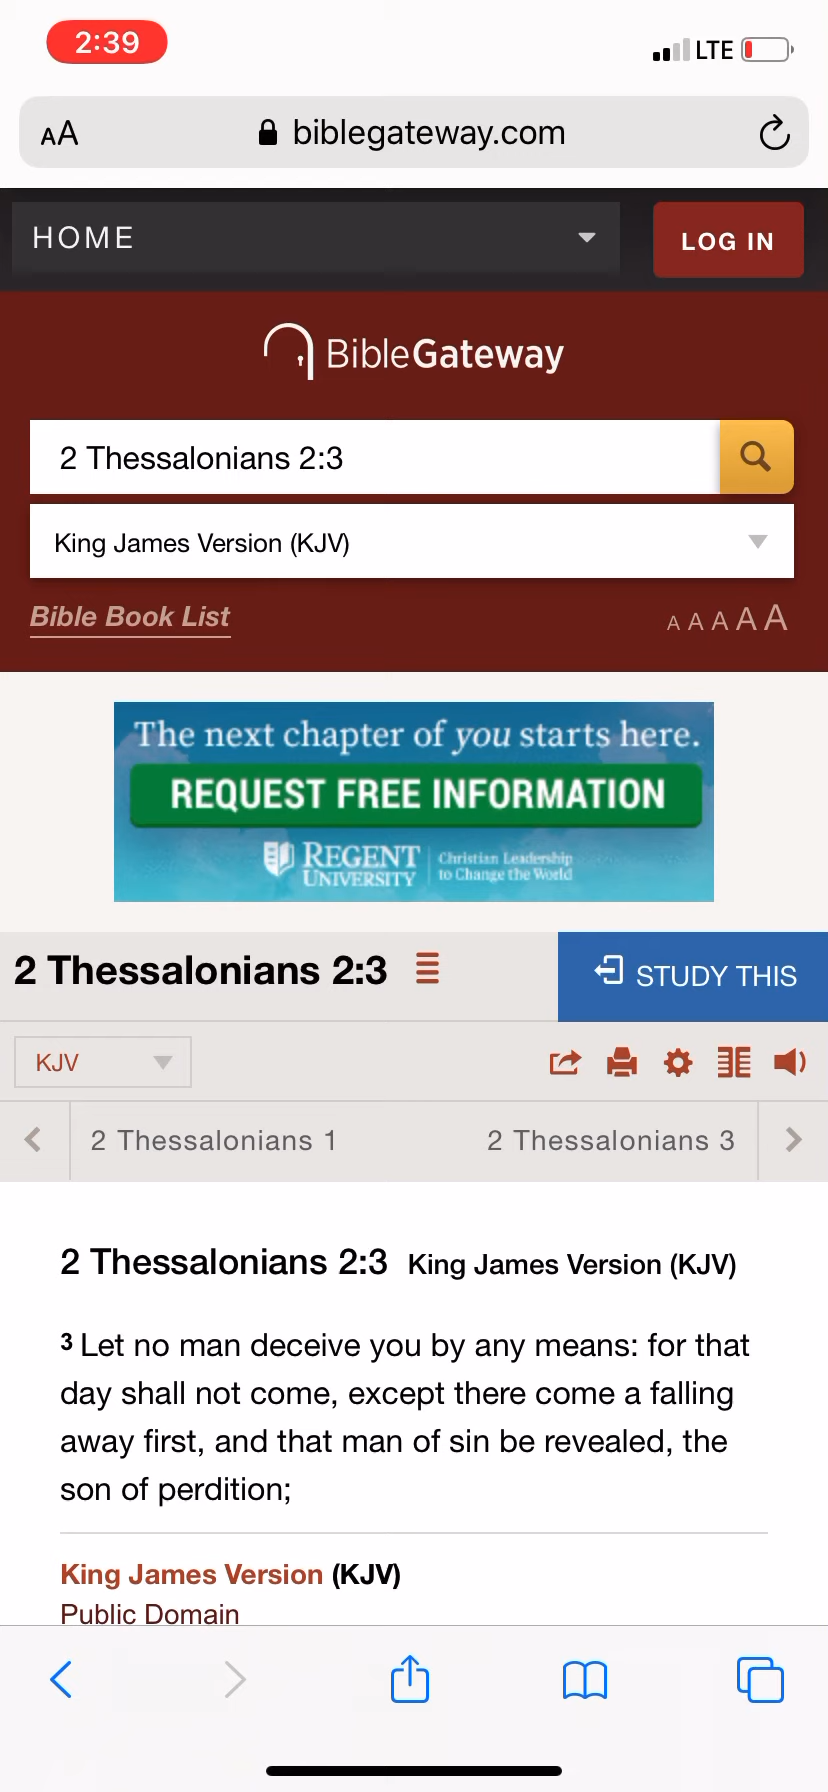 2:39
LTE
AA
biblegateway.com
HOME
LOG IN
BibleGateway
2 Thessalonians 2:3
King James Version (KJV)
Bible Book List
A A A A A
The next chapter of you starts here.
REQUEST FREE INFORMATION
REGENT UNIVERSITY
Christian Leadership
to Change the World
2 Thessalonians 2:3
STUDY THIS
KJV
2 Thessalonians 1
2 Thessalonians 3
2 Thessalonians 2:3 King James Version (KJV)
3 Let no man deceive you by any means: for that
day shall not come, except there come a falling
away first, and that man of sin be revealed, the
son of perdition;
King James Version (KJV)
Public Domain